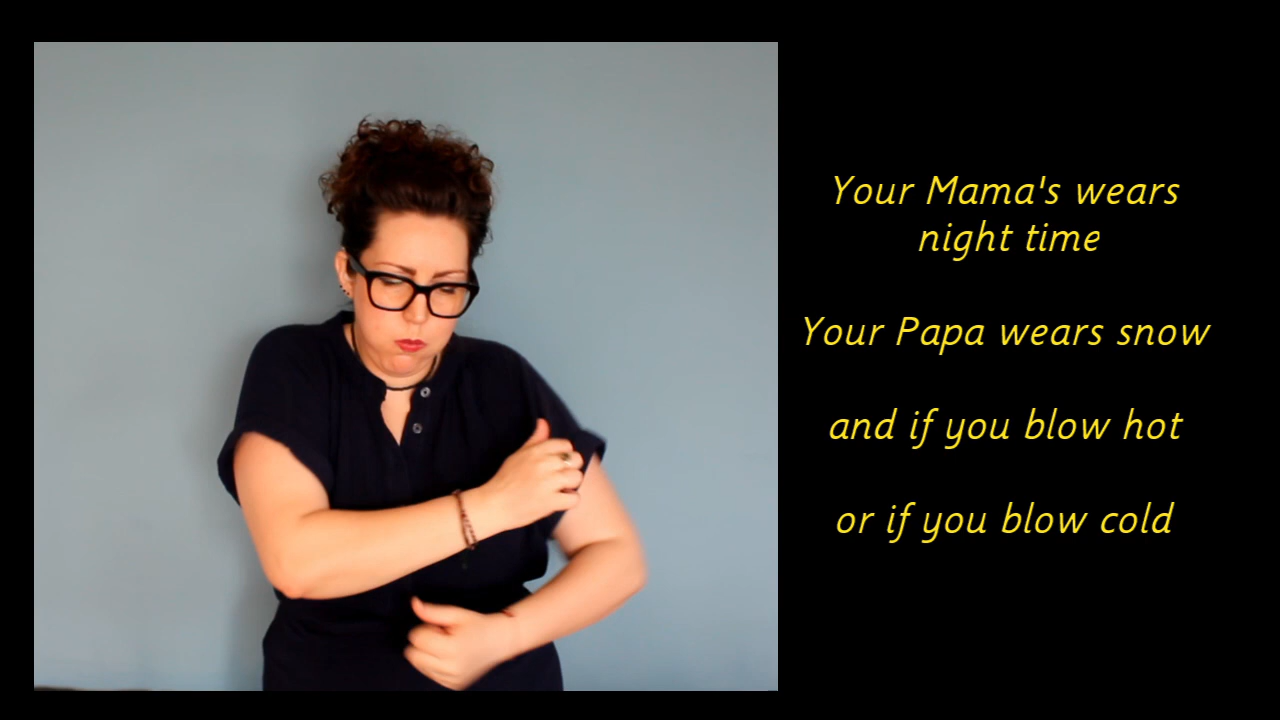 Your Mama's wears
night time
Your Papa wears snow
and if you blow hot
or if you blow cold